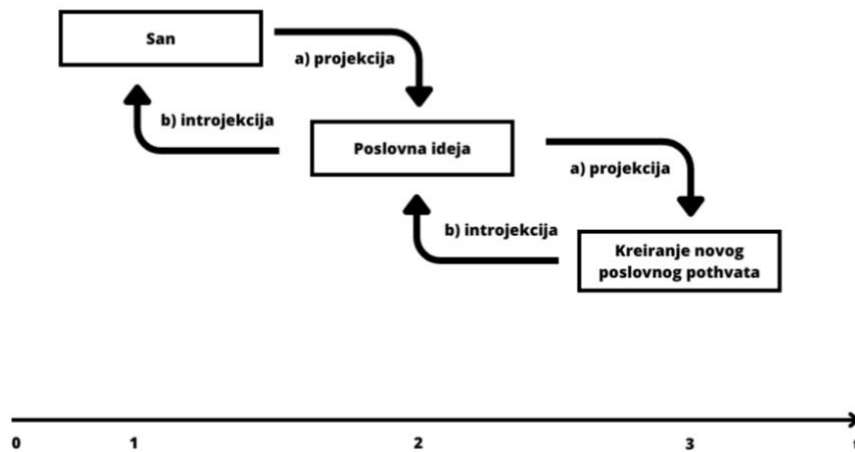 San
a) projekcija
b) introjekcija
Poslovna ideja
a) projekcija
b) introjekcija
Kreiranje novog
poslovnog pothvata
0 1 2 3